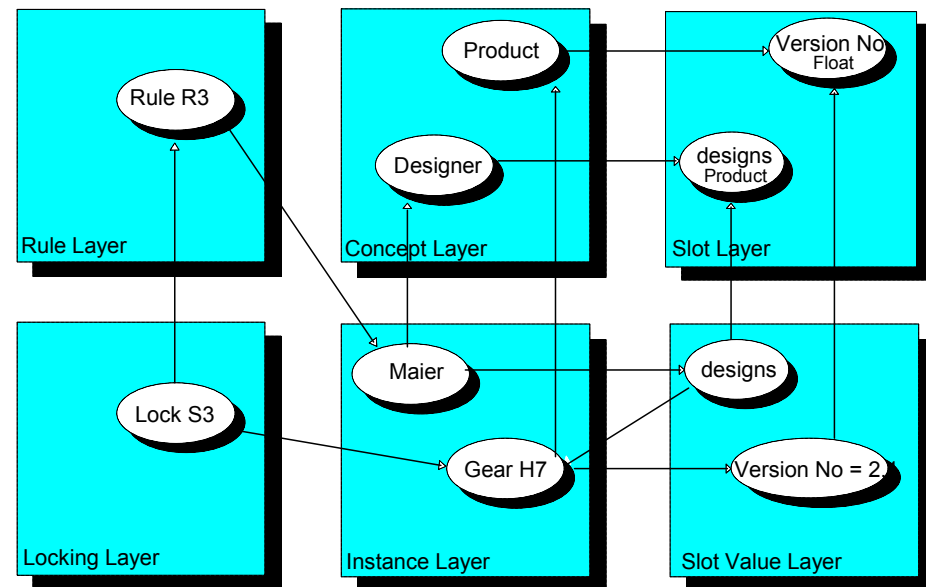 Rule R3
Rule Layer
Product
Designer
Concept Layer
Version No
Float
designs
Product
Slot Layer
Lock S3
Locking Layer
Maier
Gear H7
Instance Layer
designs
Version No = 2.
Slot Value Layer